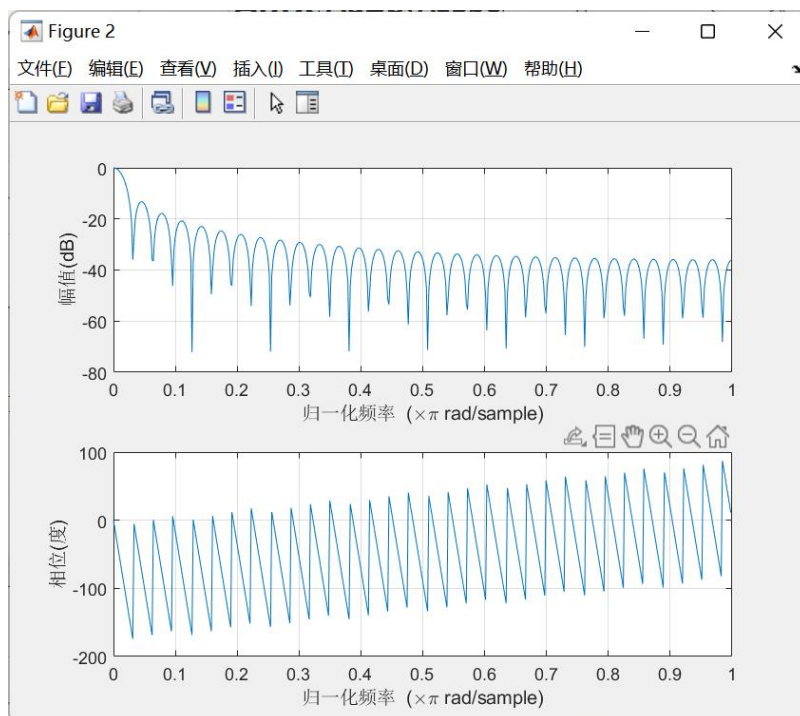 Figure 2
文件(F) 编辑(E) 查看(V) 插入(I) 工具(T) 桌面(D) 窗口(W) 帮助(H)
幅值(dB)
0
-20
-40
-60
-80
0 0.1 0.2 0.3 0.4 0.5 0.6 0.7 0.8 0.9 1
归一化频率 (×π rad/sample)
相位(度)
100
0
-100
-200
0 0.1 0.2 0.3 0.4 0.5 0.6 0.7 0.8 0.9 1
归一化频率 (×π rad/sample)